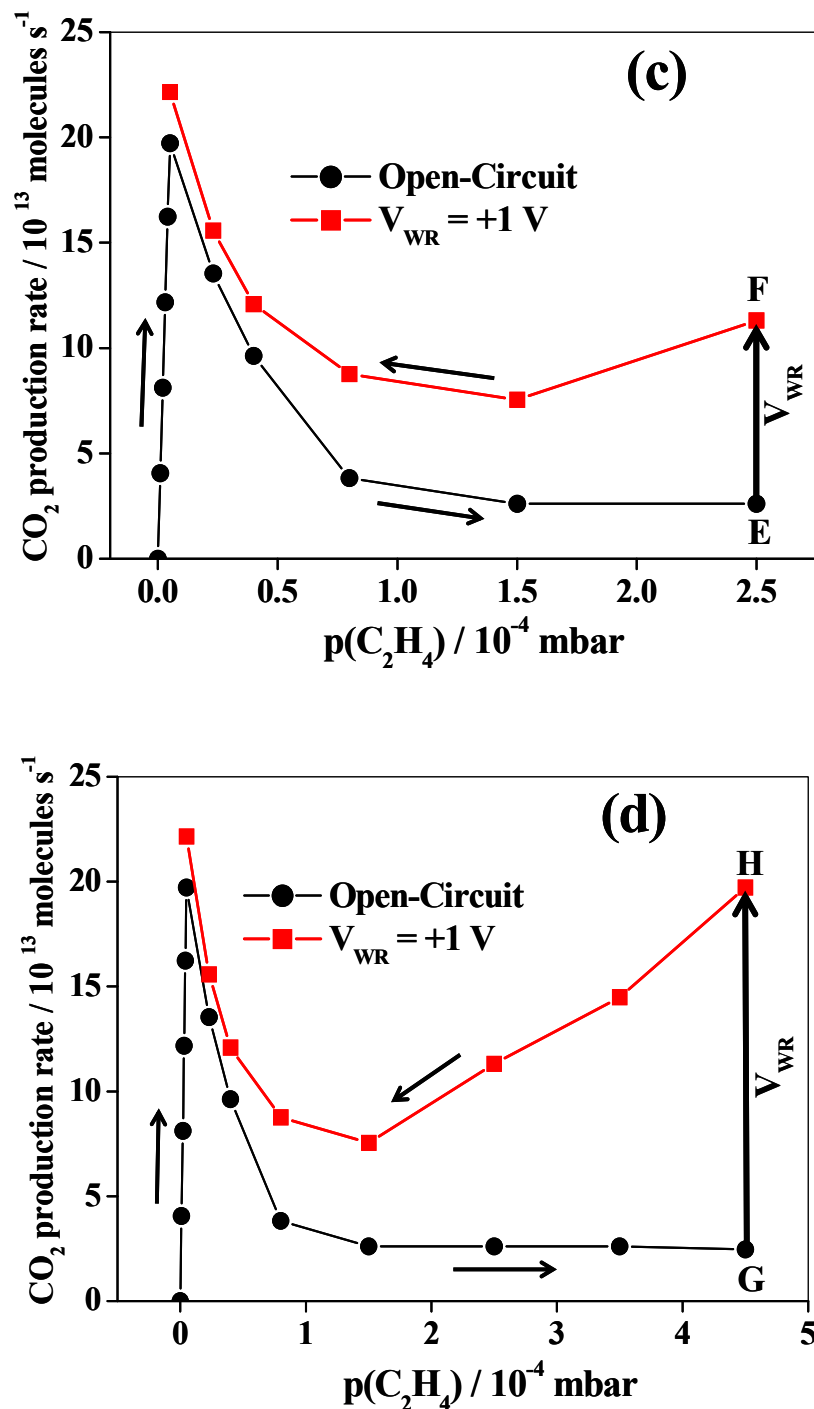 (c)
25
20
15
10
5
0
CO₂ production rate / 10 ¹³ molecules s⁻¹
Open-Circuit
V_WR = +1 V
F
V_WR
E
0.0 0.5 1.0 1.5 2.0 2.5
p(C₂H₄) / 10⁻⁴ mbar
(d)
25
20
15
10
5
0
CO₂ production rate / 10 ¹³ molecules s⁻¹
H
Open-Circuit
V_WR = +1 V
V_WR
G
0 1 2 3 4 5
p(C₂H₄) / 10⁻⁴ mbar